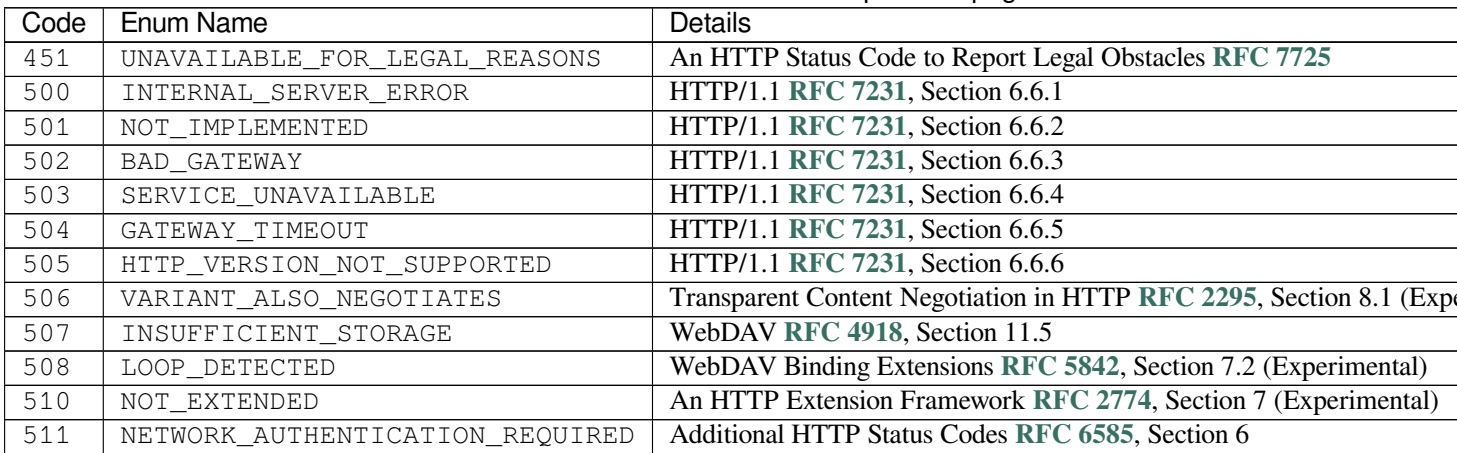 Code Enum Name Details
451 UNAVAILABLE_FOR_LEGAL_REASONS An HTTP Status Code to Report Legal Obstacles RFC 7725
500 INTERNAL_SERVER_ERROR HTTP/1.1 RFC 7231, Section 6.6.1
501 NOT_IMPLEMENTED HTTP/1.1 RFC 7231, Section 6.6.2
502 BAD_GATEWAY HTTP/1.1 RFC 7231, Section 6.6.3
503 SERVICE_UNAVAILABLE HTTP/1.1 RFC 7231, Section 6.6.4
504 GATEWAY_TIMEOUT HTTP/1.1 RFC 7231, Section 6.6.5
505 HTTP_VERSION_NOT_SUPPORTED HTTP/1.1 RFC 7231, Section 6.6.6
506 VARIANT_ALSO_NEGOTIATES Transparent Content Negotiation in HTTP RFC 2295, Section 8.1 (Expe
507 INSUFFICIENT_STORAGE WebDAV RFC 4918, Section 11.5
508 LOOP_DETECTED WebDAV Binding Extensions RFC 5842, Section 7.2 (Experimental)
510 NOT_EXTENDED An HTTP Extension Framework RFC 2774, Section 7 (Experimental)
511 NETWORK_AUTHENTICATION_REQUIRED Additional HTTP Status Codes RFC 6585, Section 6